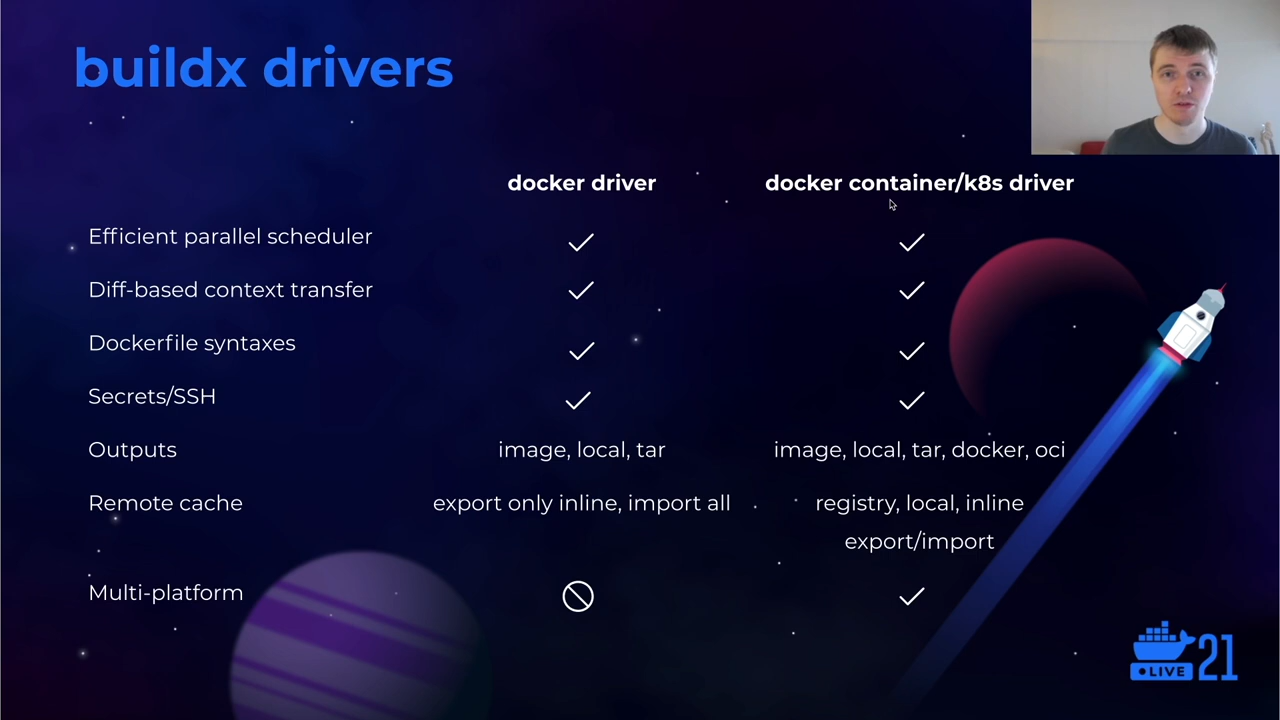 buildx drivers
docker driver docker container/k8s driver
Efficient parallel scheduler
Diff-based context transfer
Dockerfile syntaxes
Secrets/SSH
Outputs image, local, tar image, local, tar, docker, oci
Remote cache export only inline, import all registry, local, inline
export/import
Multi-platform
LIVE 21